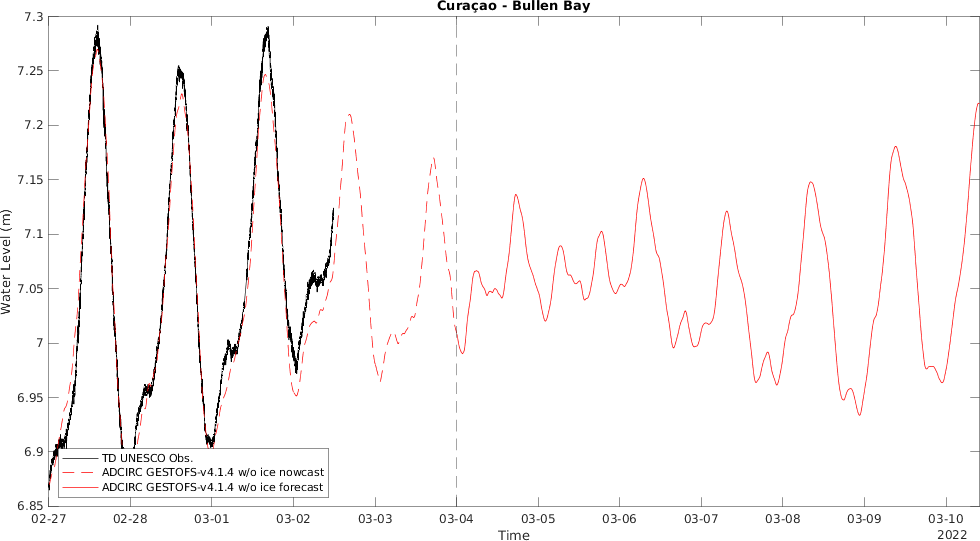 Curaçao - Bullen Bay
7.3
7.25
7.2
7.15
7.1
7.05
7
6.95
6.9
6.85
Water Level (m)
TD UNESCO Obs.
ADCIRC GESTOFS-v4.1.4 w/o ice nowcast
ADCIRC GESTOFS-v4.1.4 w/o ice forecast
02-27 02-28 03-01 03-02 03-03 03-04 03-05 03-06 03-07 03-08 03-09 03-10
Time
2022